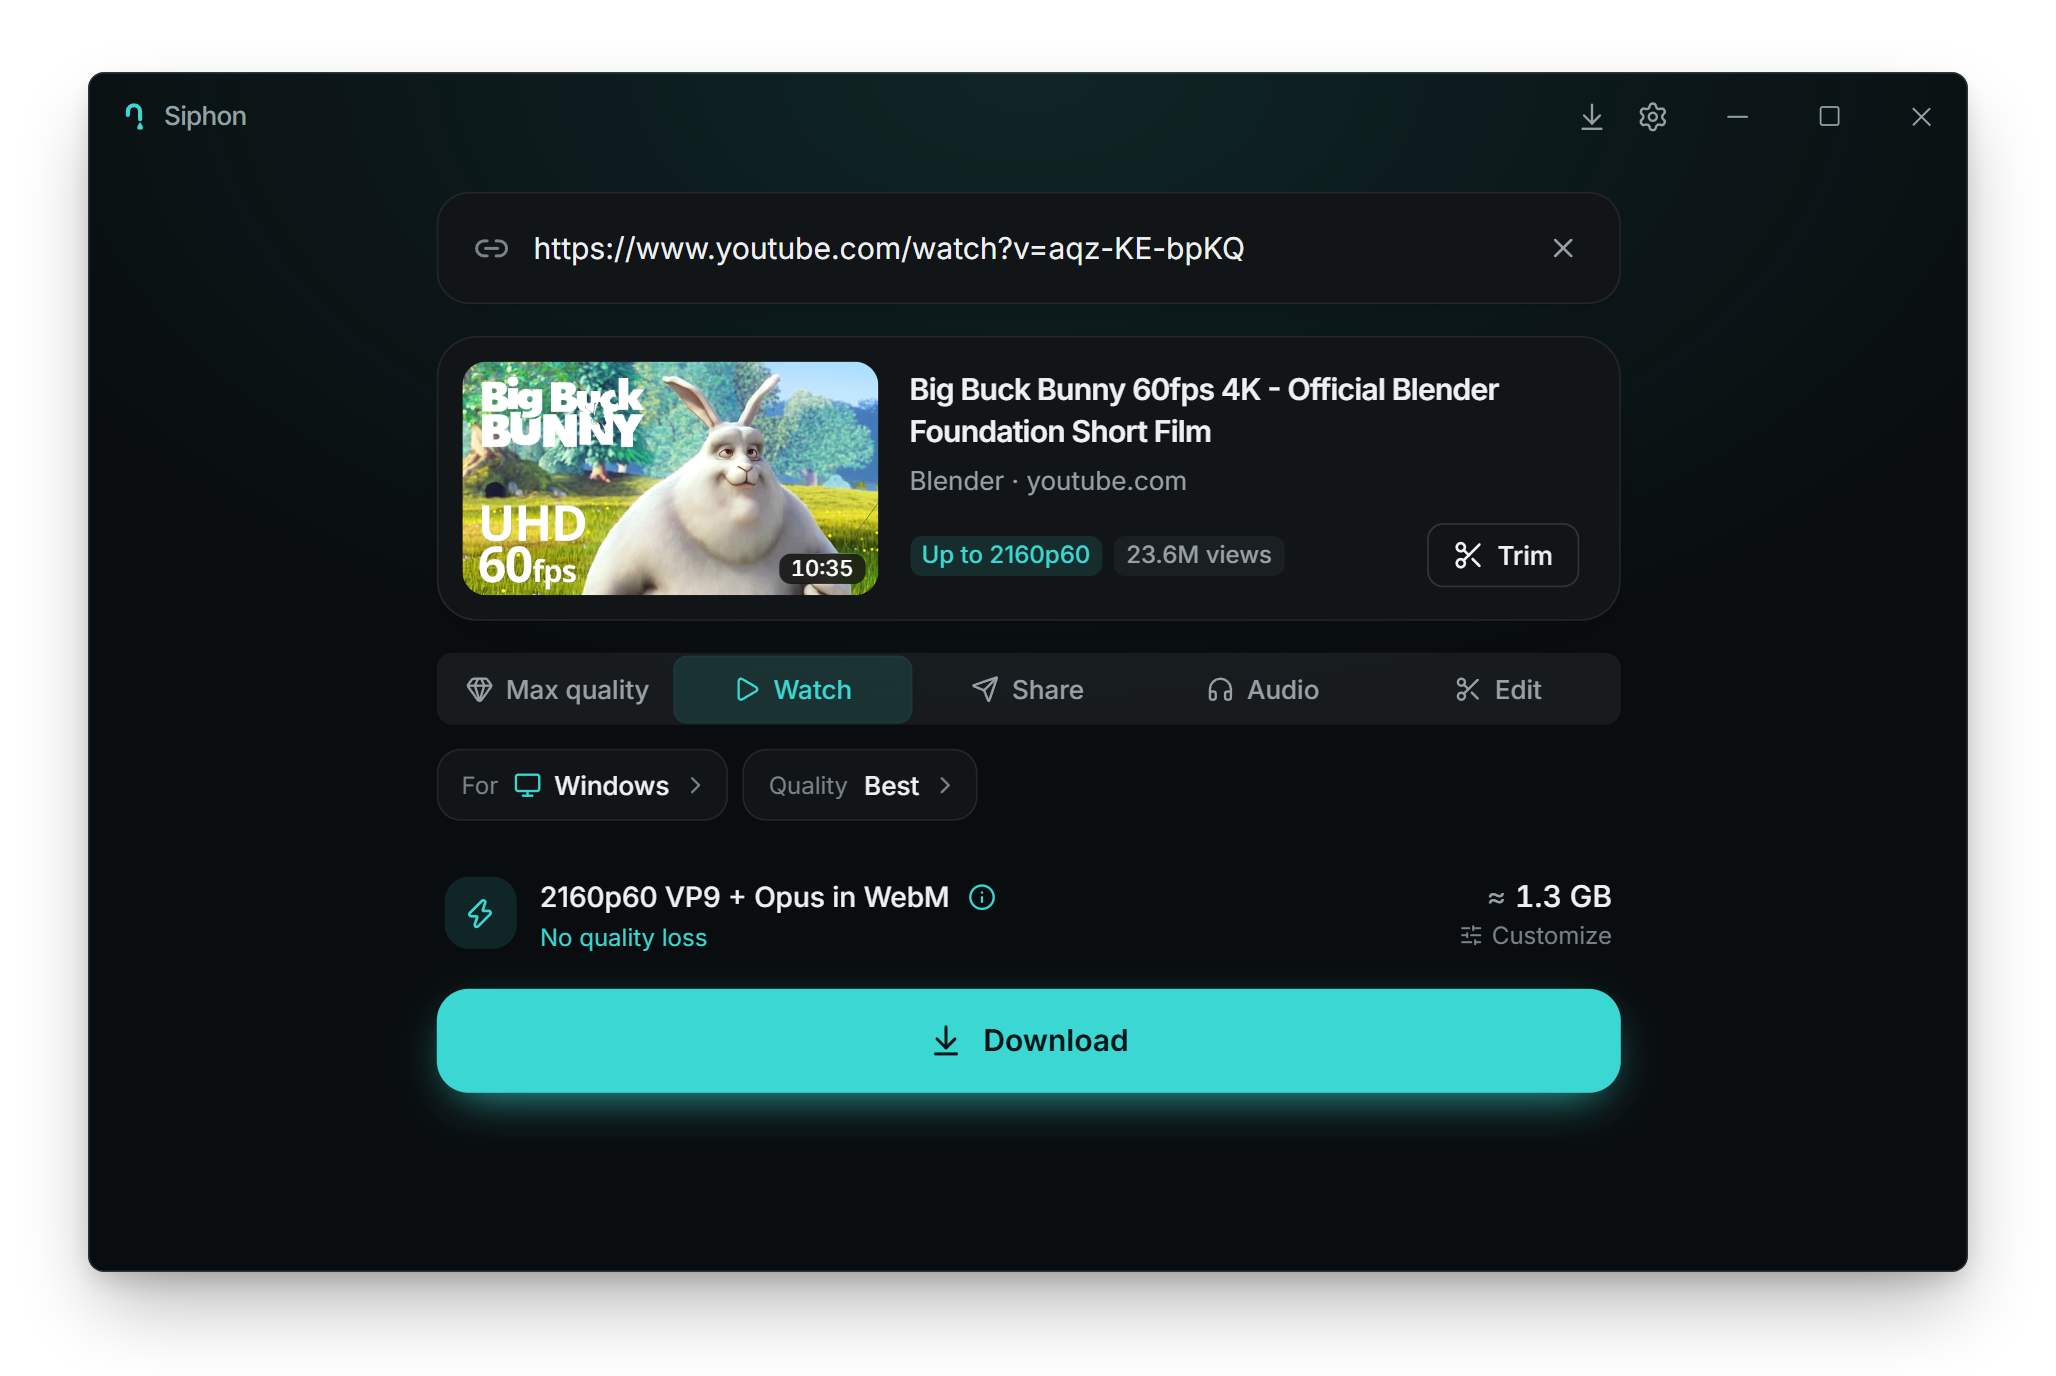 Siphon
https://www.youtube.com/watch?v=aqz-KE-bpKQ
Big Buck
BUNNY
UHD
60fps
10:35
Big Buck Bunny 60fps 4K - Official Blender
Foundation Short Film
Blender · youtube.com
Up to 2160p60
23.6M views
Trim
Max quality
Watch
Share
Audio
Edit
For Windows
Quality Best
2160p60 VP9 + Opus in WebM
No quality loss
≈ 1.3 GB
Customize
Download